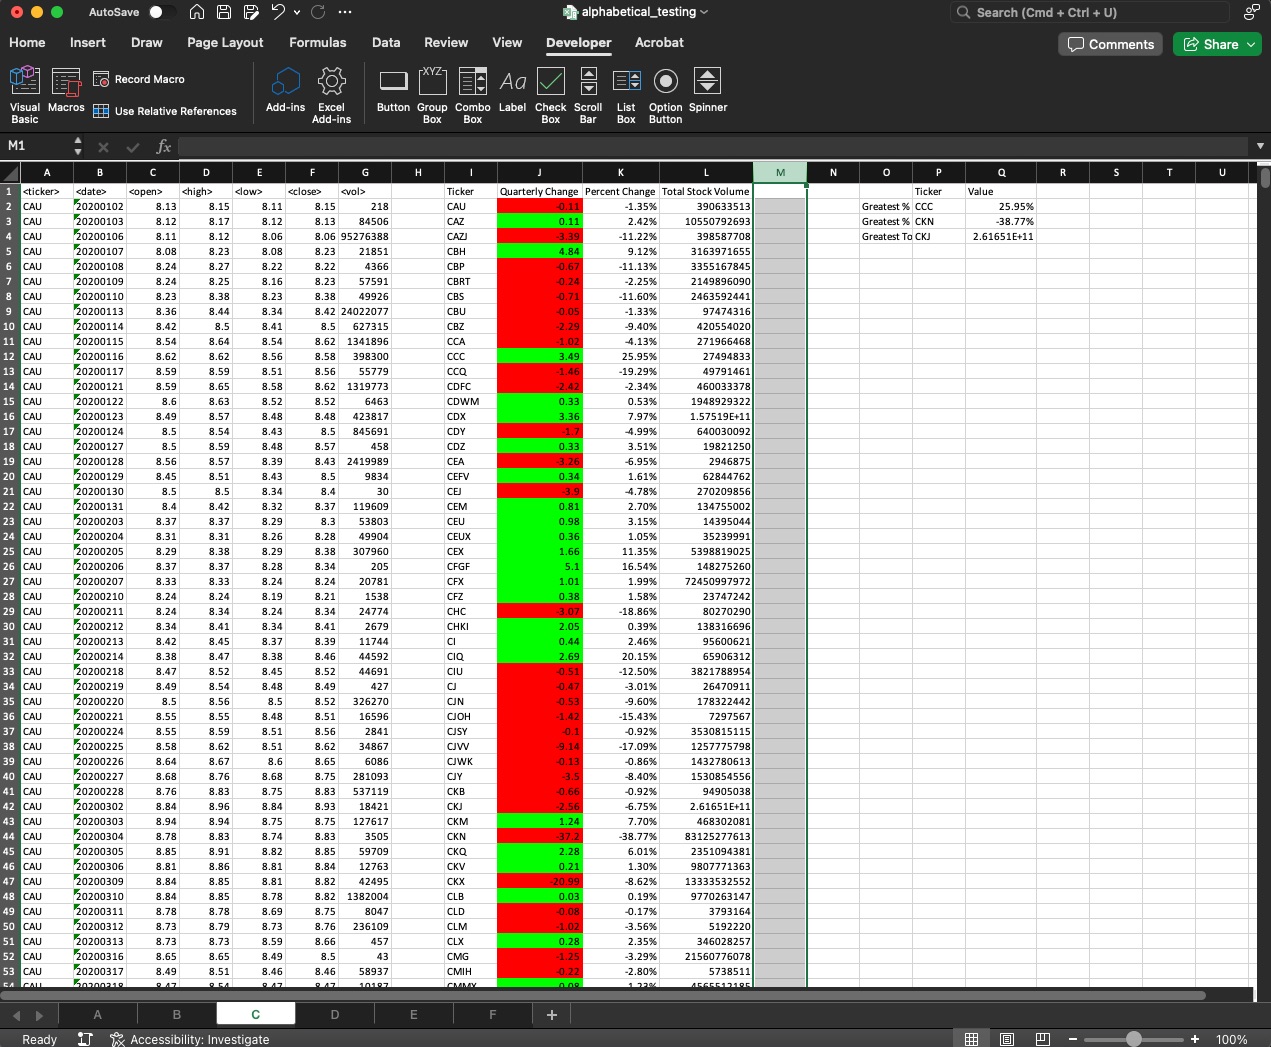 AutoSave alphabetical_testing Search (Cmd + Ctrl + U)
Home Insert Draw Page Layout Formulas Data Review View Developer Acrobat Comments Share
Visual Basic Macros Record Macro Use Relative References Add-ins Excel Add-ins Button Group Box Combo Box Label Check Box Scroll Bar List Box Option Button Spinner
M1 fx
A B C D E F G H I J K L M N O P Q R S T U
1 <ticker> <date> <open> <high> <low> <close> <vol> Ticker Quarterly Change Percent Change Total Stock Volume Ticker Value
2 CAU 20200102 8.13 8.15 8.11 8.15 218 CAU -0.11 -1.35% 390633513 Greatest % CCC 25.95%
3 CAU 20200103 8.12 8.17 8.12 8.13 84506 CAZ 0.11 2.42% 10550792693 Greatest % CKN -38.77%
4 CAU 20200106 8.11 8.12 8.06 8.06 95276388 CAZJ -3.39 -11.22% 398587708 Greatest To CKJ 2.61651E+11
5 CAU 20200107 8.08 8.23 8.08 8.23 21851 CBH 4.84 9.12% 3163971655
6 CAU 20200108 8.24 8.27 8.22 8.22 4366 CBP -0.67 -11.13% 3355167845
7 CAU 20200109 8.24 8.25 8.16 8.23 57591 CBRT -0.24 -2.25% 2149896090
8 CAU 20200110 8.23 8.38 8.23 8.38 49926 CBS -0.71 -11.60% 2463592441
9 CAU 20200113 8.36 8.44 8.34 8.42 24022077 CBU -0.05 -1.33% 97474316
10 CAU 20200114 8.42 8.5 8.41 8.5 627315 CBZ -2.29 -9.40% 420554020
11 CAU 20200115 8.54 8.64 8.54 8.62 1341896 CCA -1.02 -4.13% 271966468
12 CAU 20200116 8.62 8.62 8.56 8.58 398300 CCC 3.49 25.95% 27494833
13 CAU 20200117 8.59 8.59 8.51 8.56 55779 CCQ -1.46 -19.29% 49791461
14 CAU 20200121 8.59 8.65 8.58 8.62 1319773 CDFC -2.42 -2.34% 460033378
15 CAU 20200122 8.6 8.63 8.52 8.52 6463 CDWM 0.33 0.53% 1948929322
16 CAU 20200123 8.49 8.57 8.48 8.48 423817 CDX 3.36 7.97% 1.57519E+11
17 CAU 20200124 8.5 8.54 8.43 8.5 845691 CDY -1.7 -4.99% 640030092
18 CAU 20200127 8.5 8.59 8.48 8.57 458 CDZ 0.33 3.51% 19821250
19 CAU 20200128 8.56 8.57 8.39 8.43 2419989 CEA -3.26 -6.95% 2946875
20 CAU 20200129 8.45 8.51 8.43 8.5 9834 CEFV 0.34 1.61% 62844762
21 CAU 20200130 8.5 8.5 8.34 8.4 30 CEJ -3.9 -4.78% 270209856
22 CAU 20200131 8.4 8.42 8.32 8.37 119609 CEM 0.81 2.70% 134755002
23 CAU 20200203 8.37 8.37 8.29 8.3 53803 CEU 0.98 3.15% 14395044
24 CAU 20200204 8.31 8.31 8.26 8.28 49904 CEUX 0.36 1.05% 35239991
25 CAU 20200205 8.29 8.38 8.29 8.38 307960 CEX 1.66 11.35% 5398819025
26 CAU 20200206 8.37 8.37 8.28 8.34 205 CFGF 5.1 16.54% 148275260
27 CAU 20200207 8.33 8.33 8.24 8.24 20781 CFX 1.01 1.99% 72450997972
28 CAU 20200210 8.24 8.24 8.19 8.21 1538 CFZ 0.38 1.58% 23747242
29 CAU 20200211 8.24 8.34 8.24 8.34 24774 CHC -3.07 -18.86% 80270290
30 CAU 20200212 8.34 8.41 8.34 8.41 2679 CHKI 2.05 0.39% 138316696
31 CAU 20200213 8.42 8.45 8.37 8.39 11744 CI 0.44 2.46% 95600621
32 CAU 20200214 8.38 8.47 8.38 8.46 44592 CIQ 2.69 20.15% 65906312
33 CAU 20200218 8.47 8.52 8.45 8.52 44691 CIU -0.51 -12.50% 3821788954
34 CAU 20200219 8.49 8.54 8.48 8.49 427 CJ -0.47 -3.01% 26470911
35 CAU 20200220 8.5 8.56 8.5 8.52 326270 CJN -0.53 -9.60% 178322442
36 CAU 20200221 8.55 8.55 8.48 8.51 16596 CJOH -1.42 -15.43% 7297567
37 CAU 20200224 8.55 8.59 8.51 8.56 2841 CJSY -0.1 -0.92% 3530815115
38 CAU 20200225 8.58 8.62 8.51 8.62 34867 CJVV -9.14 -17.09% 1257775798
39 CAU 20200226 8.64 8.67 8.6 8.65 6086 CJWK -0.13 -0.86% 1432780613
40 CAU 20200227 8.68 8.76 8.68 8.75 281093 CJY -3.5 -8.40% 1530854556
41 CAU 20200228 8.76 8.83 8.75 8.83 537119 CKB -0.66 -0.92% 94905038
42 CAU 20200302 8.84 8.96 8.84 8.93 18421 CKJ -2.56 -6.75% 2.61651E+11
43 CAU 20200303 8.94 8.94 8.75 8.75 127617 CKM 1.24 7.70% 468302081
44 CAU 20200304 8.78 8.83 8.74 8.83 3505 CKN -37.2 -38.77% 83125277613
45 CAU 20200305 8.85 8.91 8.82 8.85 59709 CKQ 2.28 6.01% 2351094381
46 CAU 20200306 8.81 8.86 8.81 8.84 12763 CKV 0.21 1.30% 9807771363
47 CAU 20200309 8.84 8.85 8.81 8.82 42495 CKX -20.99 -8.62% 13333532552
48 CAU 20200310 8.84 8.85 8.78 8.82 1382004 CLB 0.03 0.19% 9770263147
49 CAU 20200311 8.78 8.78 8.69 8.75 8047 CLD -0.08 -0.17% 3793164
50 CAU 20200312 8.73 8.79 8.73 8.76 236109 CLM -1.02 -3.56% 5192220
51 CAU 20200313 8.73 8.73 8.59 8.66 457 CLX 0.28 2.35% 346028257
52 CAU 20200316 8.65 8.65 8.49 8.5 43 CMG -1.25 -3.29% 21560776078
53 CAU 20200317 8.49 8.51 8.46 8.46 58937 CMIH -0.22 -2.80% 5738511
54 CAU 20200318 8.47 8.54 8.47 8.47 10187 CMMX 0.08 1.23%
A B C D E F +
Ready Accessibility: Investigate 100%